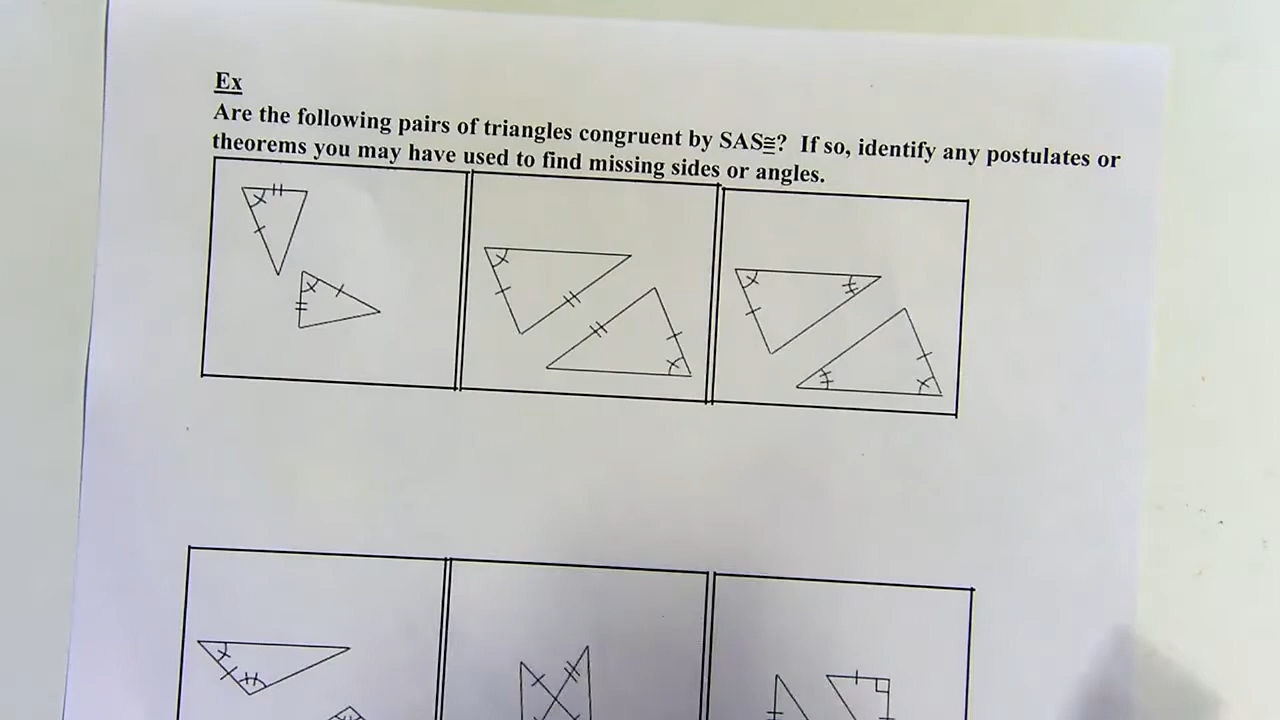 Ex
Are the following pairs of triangles congruent by SAS≅? If so, identify any postulates or
theorems you may have used to find missing sides or angles.